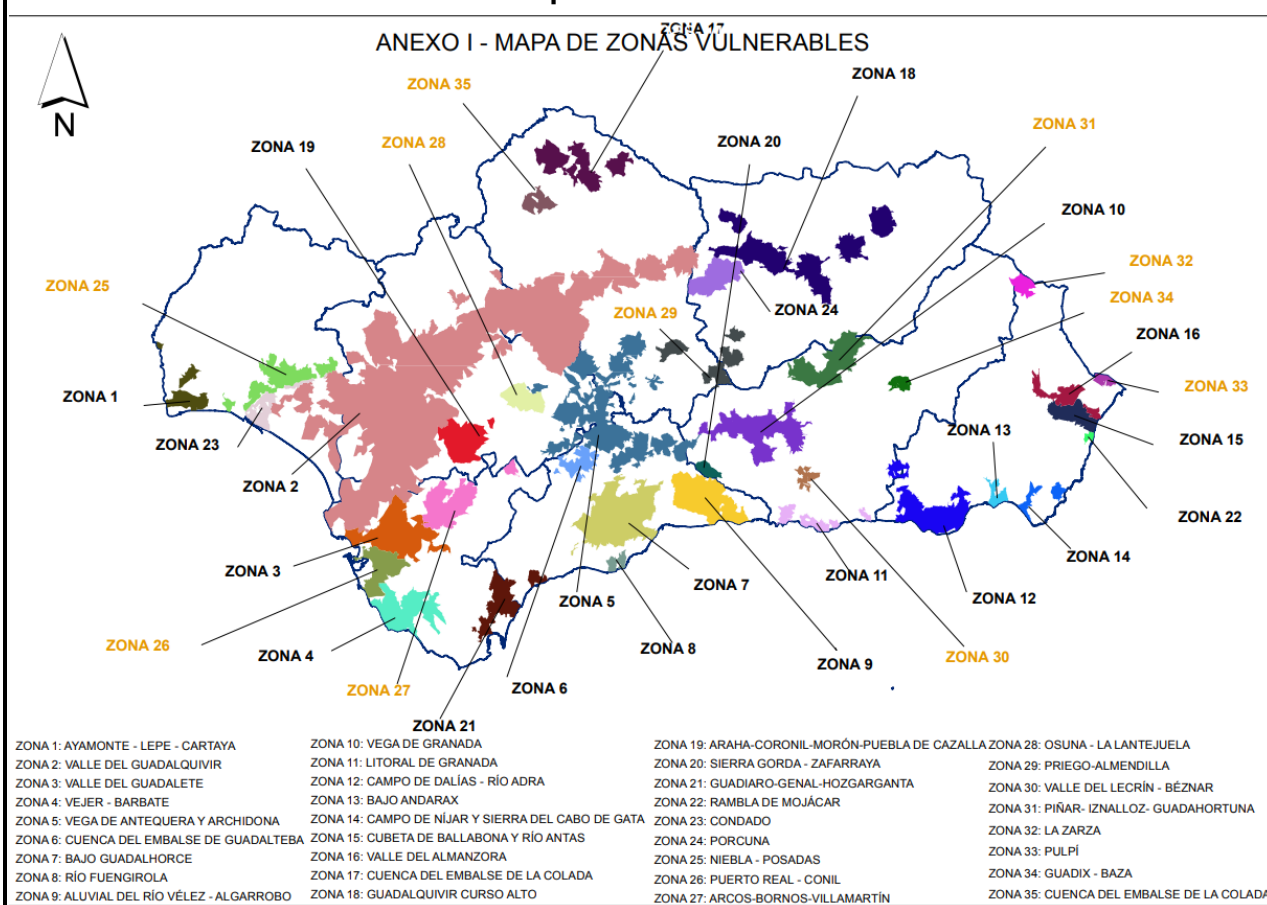 ZONA 17
ANEXO I - MAPA DE ZONAS VULNERABLES
N
ZONA 35
ZONA 18
ZONA 31
ZONA 19
ZONA 28
ZONA 20
ZONA 10
ZONA 25
ZONA 32
ZONA 34
ZONA 29
ZONA 24
ZONA 16
ZONA 1
ZONA 33
ZONA 23
ZONA 13
ZONA 15
ZONA 2
ZONA 22
ZONA 14
ZONA 3
ZONA 11
ZONA 7
ZONA 5
ZONA 12
ZONA 26
ZONA 4
ZONA 8
ZONA 9
ZONA 30
ZONA 27
ZONA 6
ZONA 21
ZONA 1: AYAMONTE - LEPE - CARTAYA
ZONA 2: VALLE DEL GUADALQUIVIR
ZONA 3: VALLE DEL GUADALETE
ZONA 4: VEJER - BARBATE
ZONA 5: VEGA DE ANTEQUERA Y ARCHIDONA
ZONA 6: CUENCA DEL EMBALSE DE GUADALTEBA
ZONA 7: BAJO GUADALHORCE
ZONA 8: RÍO FUENGIROLA
ZONA 9: ALUVIAL DEL RÍO VÉLEZ - ALGARROBO
ZONA 10: VEGA DE GRANADA
ZONA 11: LITORAL DE GRANADA
ZONA 12: CAMPO DE DALÍAS - RÍO ADRA
ZONA 13: BAJO ANDARAX
ZONA 14: CAMPO DE NÍJAR Y SIERRA DEL CABO DE GATA
ZONA 15: CUBETA DE BALLABONA Y RÍO ANTAS
ZONA 16: VALLE DEL ALMANZORA
ZONA 17: CUENCA DEL EMBALSE DE LA COLADA
ZONA 18: GUADALQUIVIR CURSO ALTO
ZONA 19: ARAHA-CORONIL-MORÓN-PUEBLA DE CAZALLA
ZONA 20: SIERRA GORDA - ZAFARRAYA
ZONA 21: GUADIARO-GENAL-HOZGARGANTA
ZONA 22: RAMBLA DE MOJÁCAR
ZONA 23: CONDADO
ZONA 24: PORCUNA
ZONA 25: NIEBLA - POSADAS
ZONA 26: PUERTO REAL - CONIL
ZONA 27: ARCOS-BORNOS-VILLAMARTÍN
ZONA 28: OSUNA - LA LANTEJUELA
ZONA 29: PRIEGO-ALMENDILLA
ZONA 30: VALLE DEL LECRÍN - BÉZNAR
ZONA 31: PIÑAR- IZNALLOZ- GUADAHORTUNA
ZONA 32: LA ZARZA
ZONA 33: PULPÍ
ZONA 34: GUADIX - BAZA
ZONA 35: CUENCA DEL EMBALSE DE LA COLADA